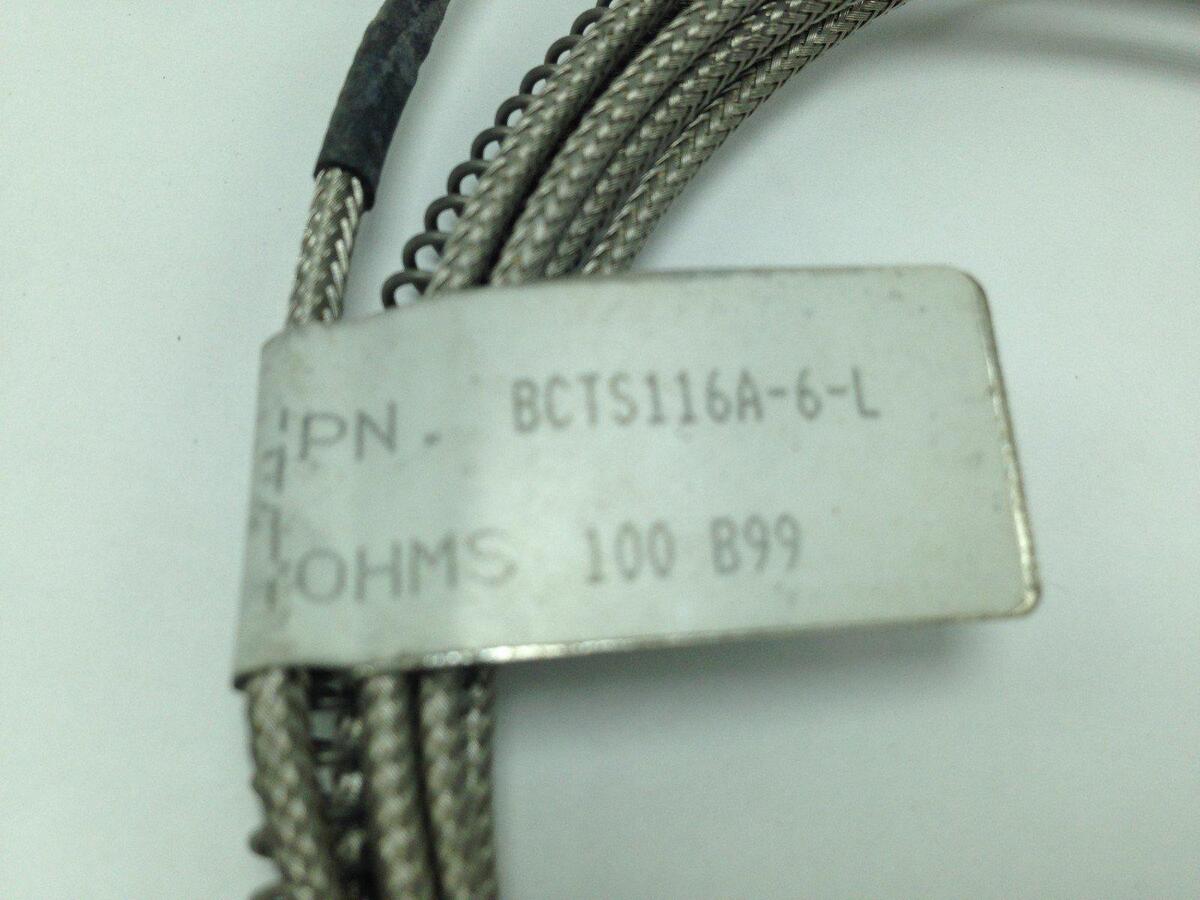 PN. BCTS116A-6-L
OHMS 100 B99